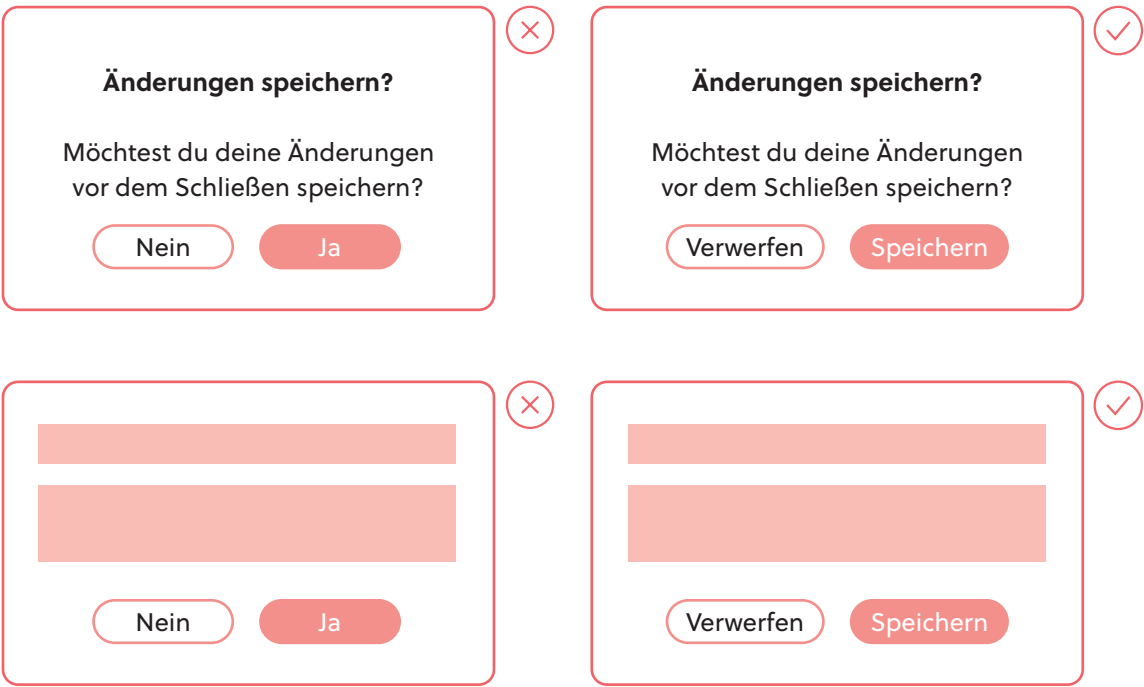 Änderungen speichern?
Möchtest du deine Änderungen
vor dem Schließen speichern?
Nein
Ja
Änderungen speichern?
Möchtest du deine Änderungen
vor dem Schließen speichern?
Verwerfen
Speichern
Nein
Ja
Verwerfen
Speichern